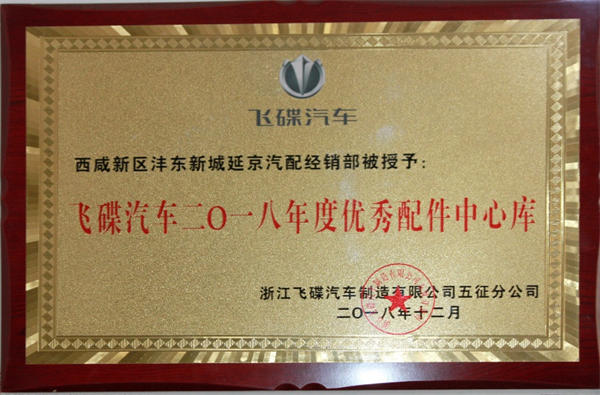 飞碟汽车
西咸新区沣东新城延京汽配经销部被授予：
飞碟汽车二〇一八年度优秀配件中心库
浙江飞碟汽车制造有限公司五征分公司
二〇一八年十二月